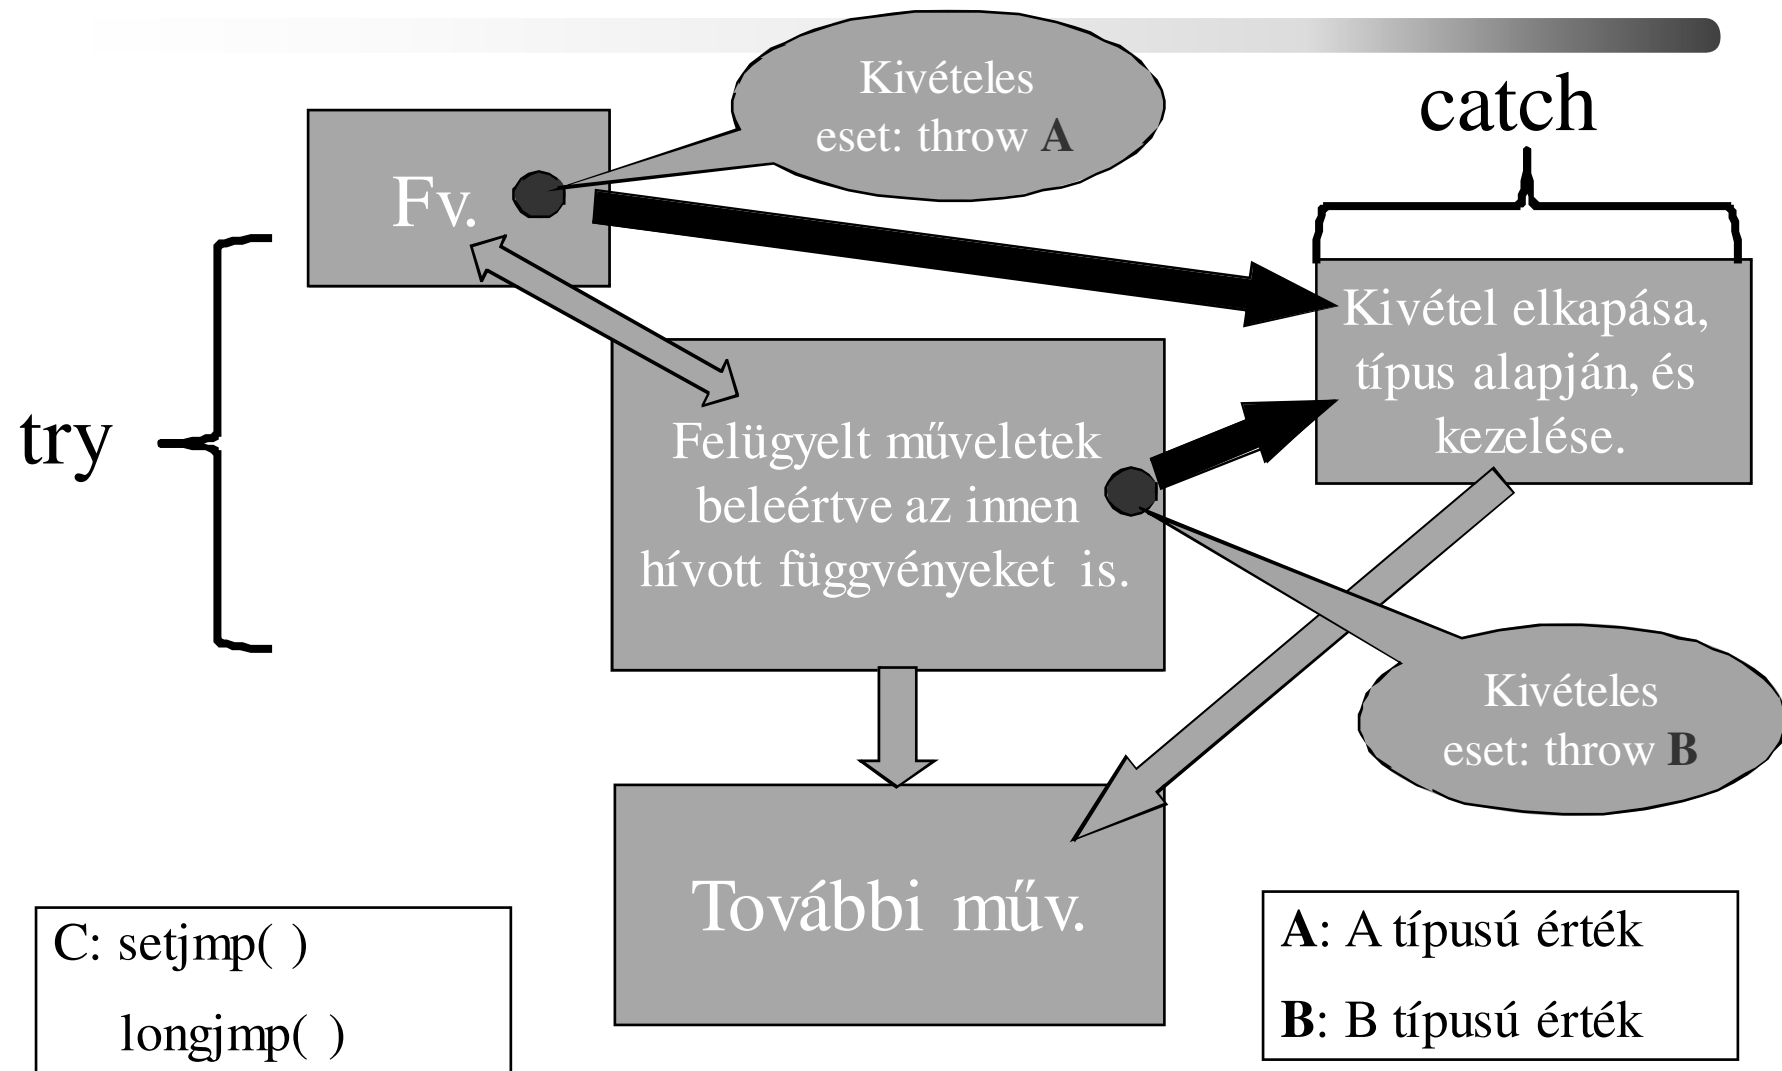 Kivételes
eset: throw A
catch
Fv.
Kivétel elkapása,
típus alapján, és
kezelése.
try
Felügyelt műveletek
beleértve az innen
hívott függvényeket is.
Kivételes
eset: throw B
További műv.
C: setjmp( )
longjmp( )
A: A típusú érték
B: B típusú érték